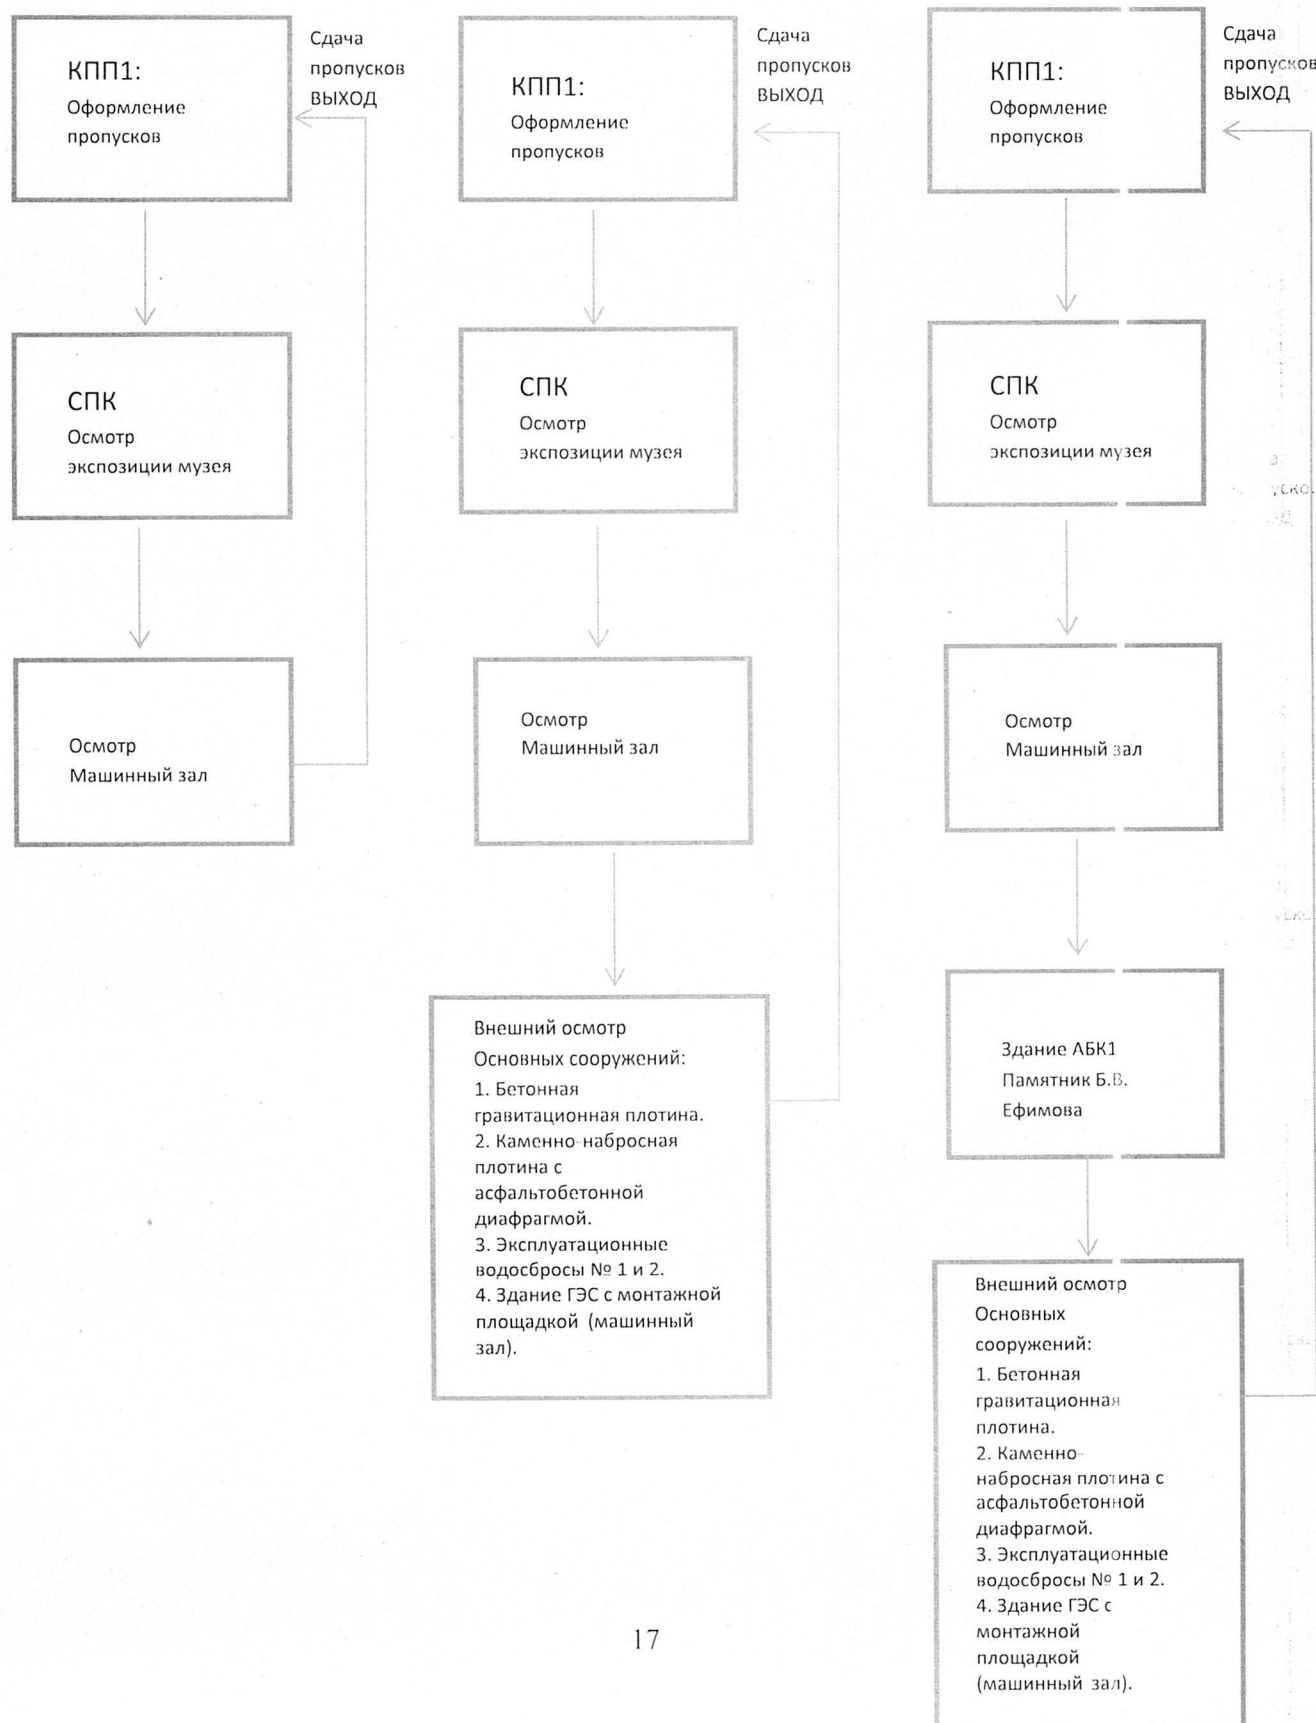 КПП1:
Оформление
пропусков
Сдача
пропусков
ВЫХОД
СПК
Осмотр
экспозиции музея
Осмотр
Машинный зал
КПП1:
Оформление
пропусков
Сдача
пропусков
ВЫХОД
СПК
Осмотр
экспозиции музея
Осмотр
Машинный зал
Внешний осмотр
Основных сооружений:
1. Бетонная
гравитационная плотина.
2. Каменно-набросная
плотина с
асфальтобетонной
диафрагмой.
3. Эксплуатационные
водосбросы № 1 и 2.
4. Здание ГЭС с монтажной
площадкой (машинный
зал).
КПП1:
Оформление
пропусков
Сдача
пропусков
ВЫХОД
СПК
Осмотр
экспозиции музея
Осмотр
Машинный зал
Здание АБК1
Памятник Б.В.
Ефимова
Внешний осмотр
Основных
сооружений:
1. Бетонная
гравитационная
плотина.
2. Каменно-
набросная плотина с
асфальтобетонной
диафрагмой.
3. Эксплуатационные
водосбросы № 1 и 2.
4. Здание ГЭС с
монтажной
площадкой
(машинный зал).
17